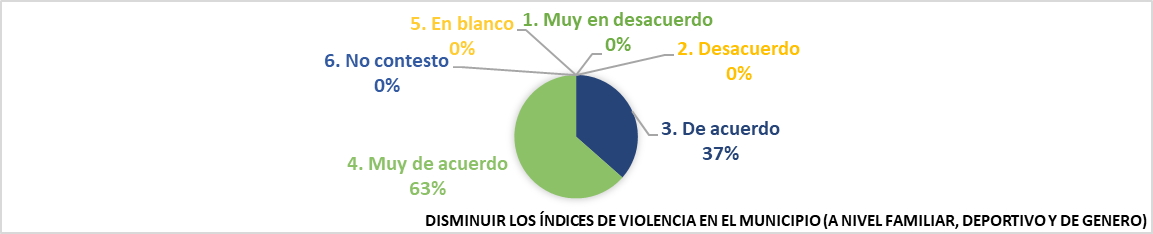 5. En blanco
0%
1. Muy en desacuerdo
0%
2. Desacuerdo
0%
6. No contesto
0%
3. De acuerdo
37%
4. Muy de acuerdo
63%
DISMINUIR LOS ÍNDICES DE VIOLENCIA EN EL MUNICIPIO (A NIVEL FAMILIAR, DEPORTIVO Y DE GENERO)